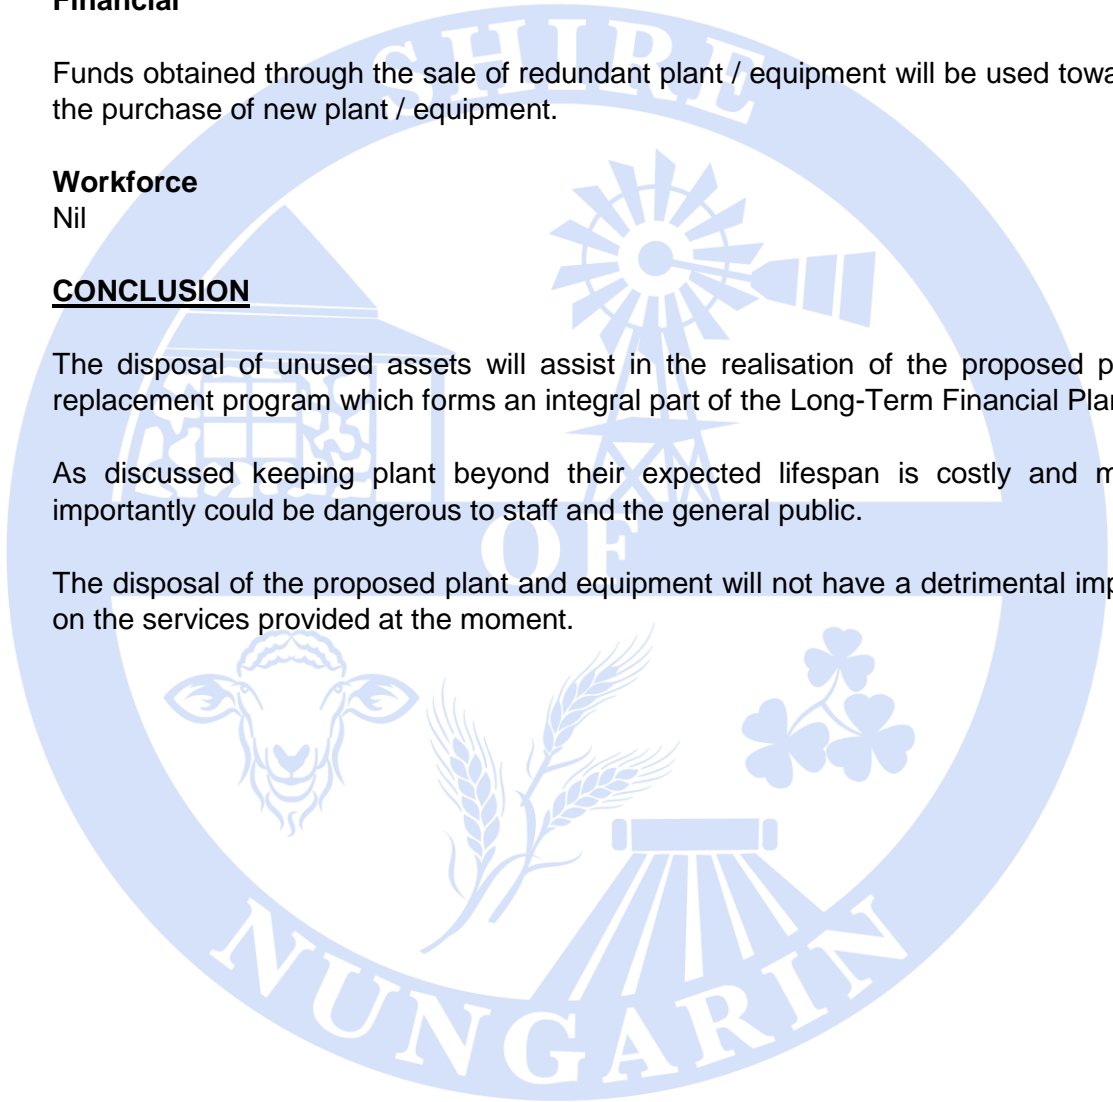 Financial
Funds obtained through the sale of redundant plant / equipment will be used
the purchase of new plant / equipment.
Workforce
Nil
CONCLUSION
The disposal of unused assets will assist in the realisation of the proposed
replacement program which forms an integral part of the Long-Term Financial
As discussed keeping plant beyond their expected lifespan is costly and
importantly could be dangerous to staff and the general public.
The disposal of the proposed plant and equipment will not have a detrimental
on the services provided at the moment.
SHIRE
OF
NUNGARIN